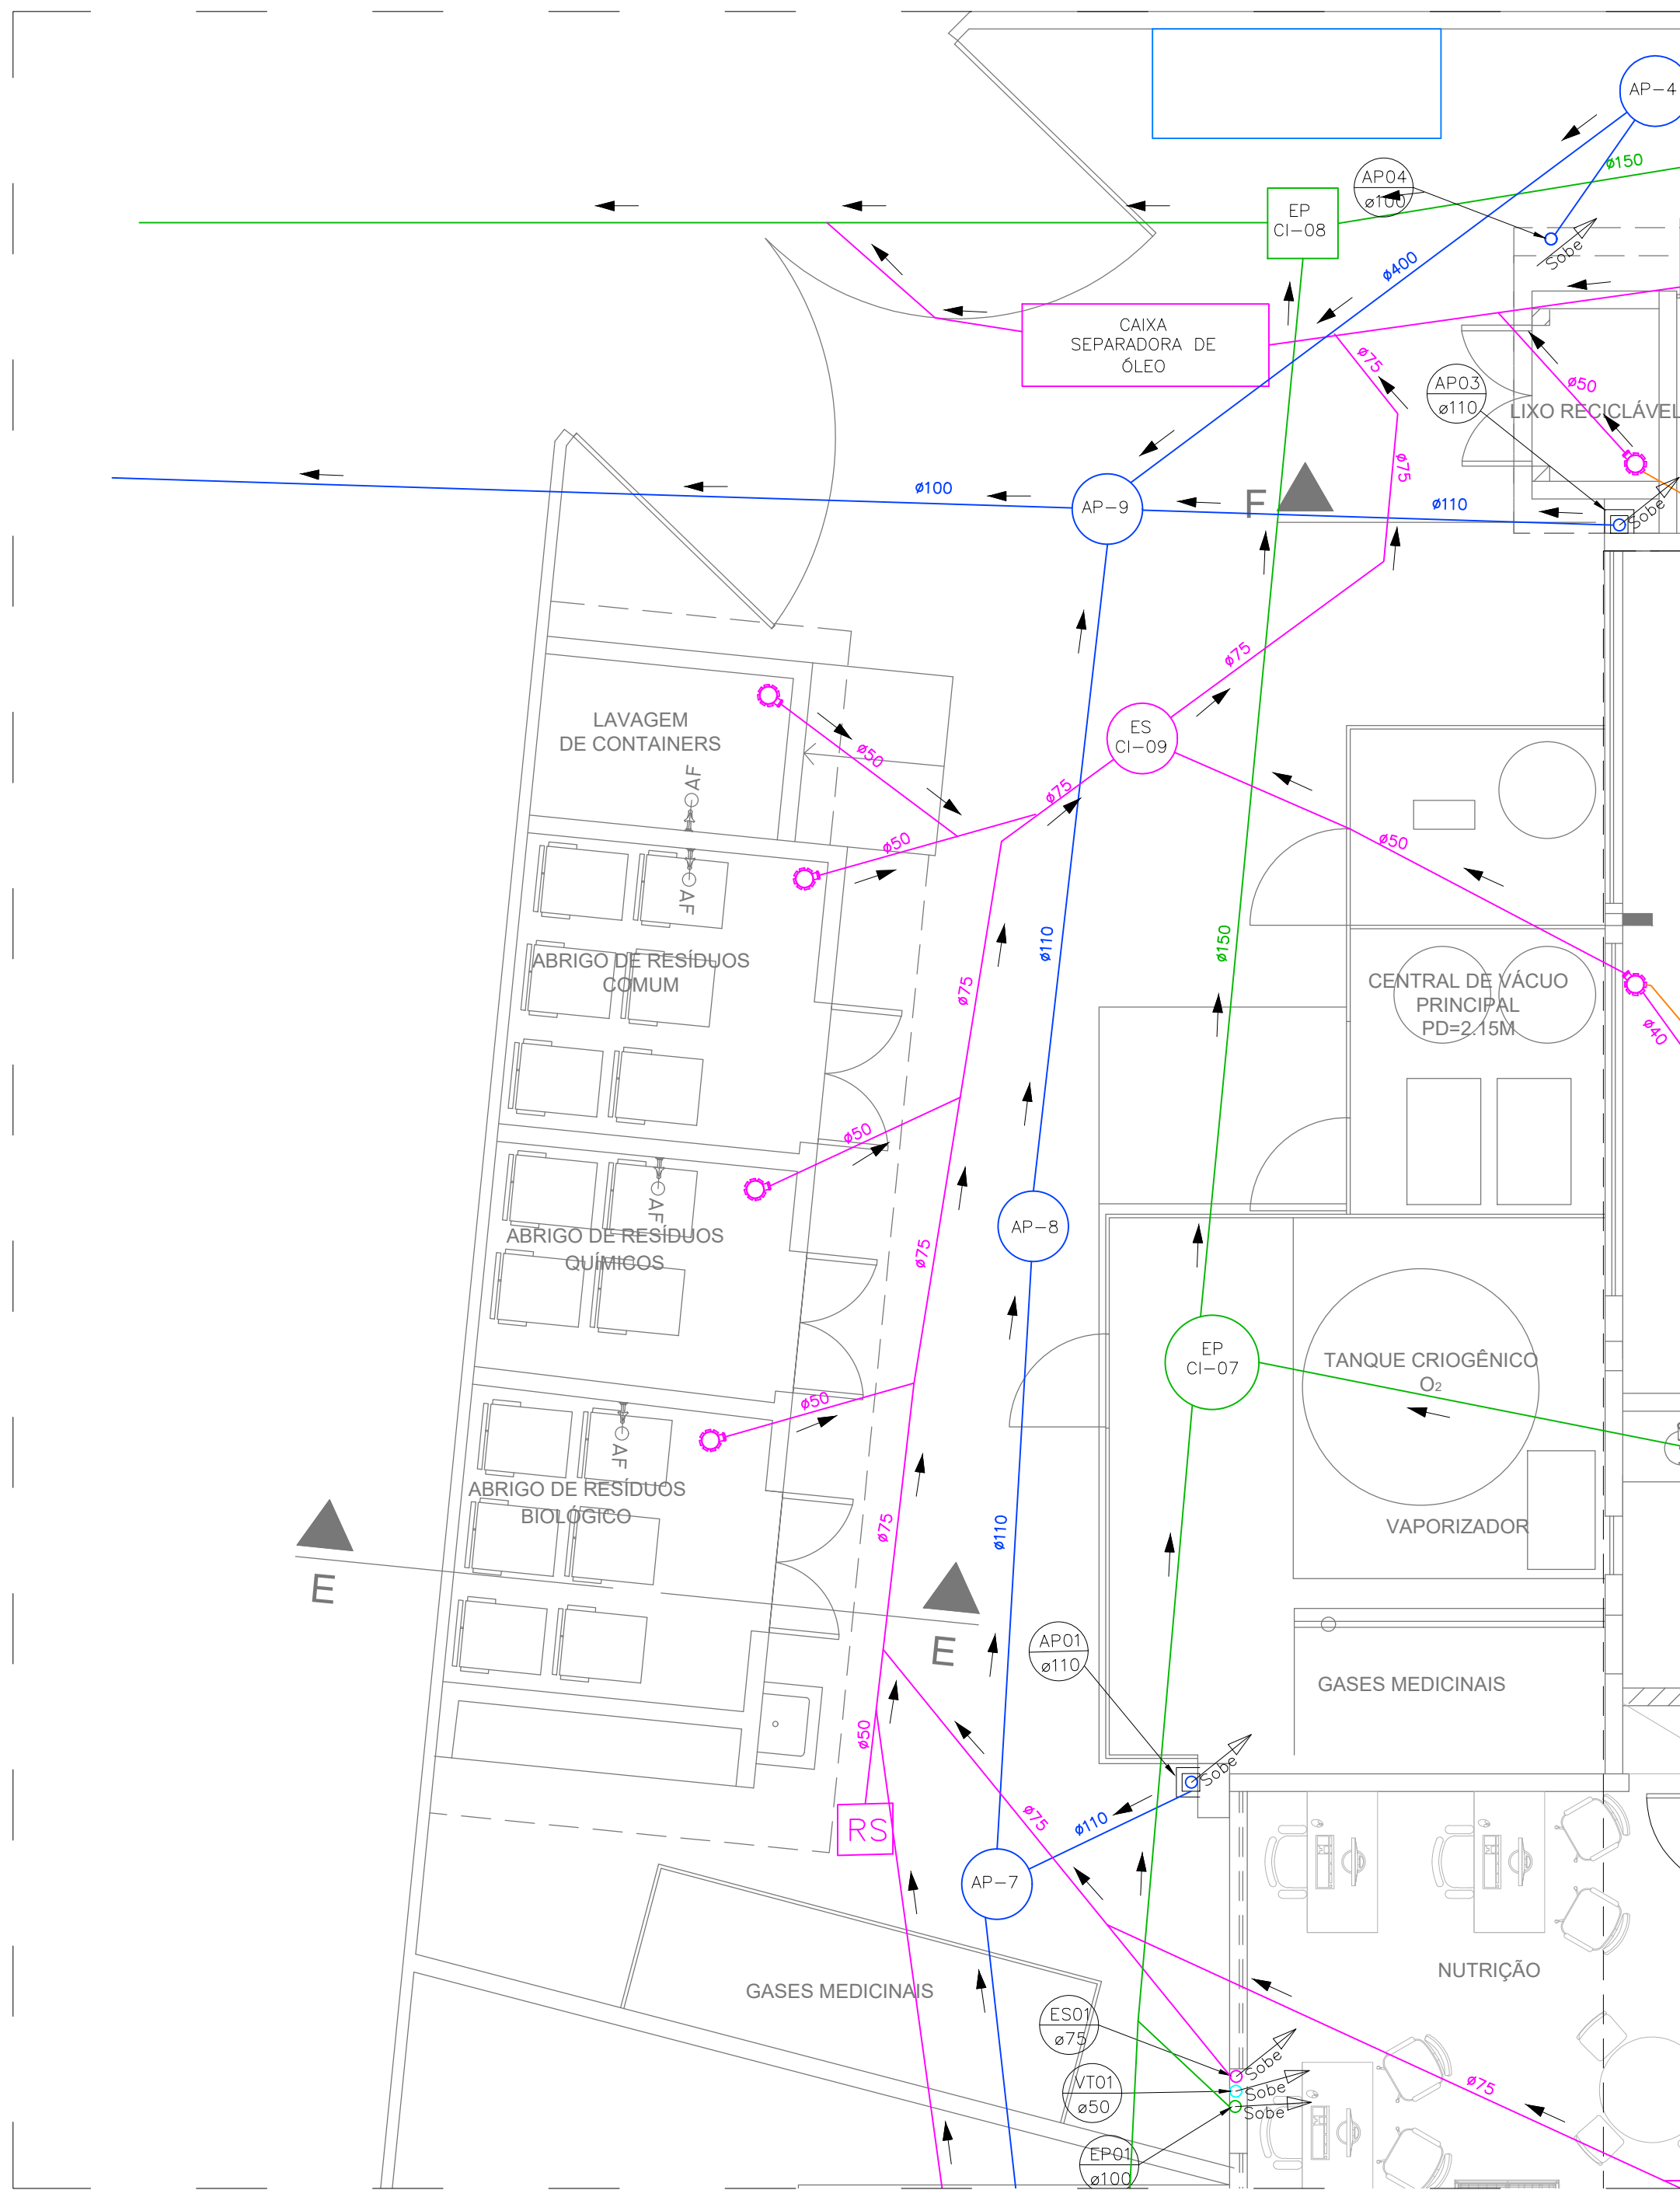 AP-4
ø150
AP04
ø100
EP
CI-08
Sobe
ø400
CAIXA
SEPARADORA DE
ÓLEO
ø75
AP03
ø110
ø50
LIXO RECICLÁVEL
ø75
ø100
AP-9
F
ø110
Sobe
ø75
LAVAGEM
DE CONTAINERS
ES
CI-09
ø50
AF
ø75
ø50
ø50
AF
ABRIGO DE RESÍDUOS
COMUM
ø75
ø110
ø150
CENTRAL DE VÁCUO
PRINCIPAL
PD=2.15M
ø40
ø50
AF
ABRIGO DE RESÍDUOS
QUÍMICOS
ø75
AP-8
EP
CI-07
TANQUE CRIOGÊNICO
O2
ø50
AF
ABRIGO DE RESÍDUOS
BIOLÓGICO
ø75
ø110
VAPORIZADOR
E
E
AP01
ø110
GASES MEDICINAIS
ø50
Sobe
RS
ø75
ø110
AP-7
NUTRIÇÃO
GASES MEDICINAIS
ES01
ø75
Sobe
VT01
ø50
Sobe
Sobe
ø75
EP01
ø100